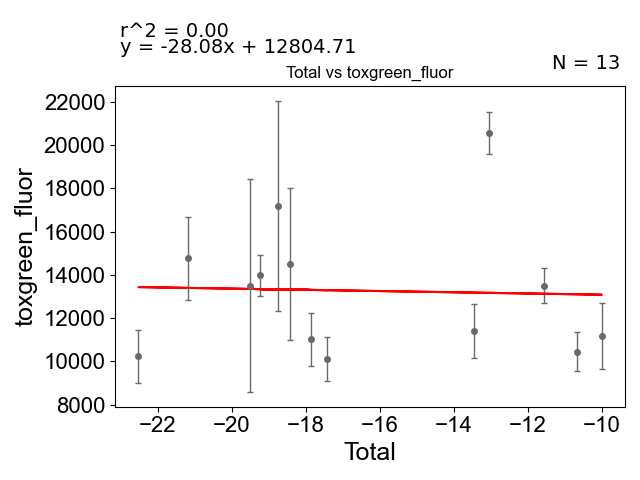 r^2 = 0.00
y = -28.08x + 12804.71
N = 13
Total vs toxgreen_fluor
22000
20000
18000
16000
14000
12000
10000
8000
toxgreen_fluor
−22
−20
−18
−16
−14
−12
−10
Total